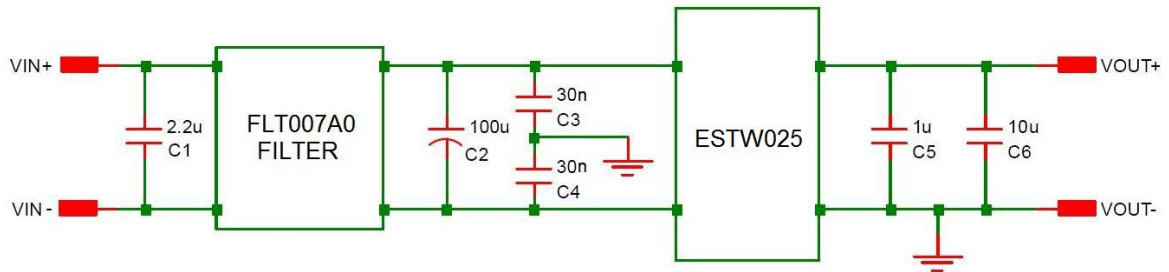 VIN+
VIN-
2.2u
C1
FLT007A0
FILTER
100u
C2
30n
C3
30n
C4
ESTW025
1u
C5
10u
C6
VOUT+
VOUT-